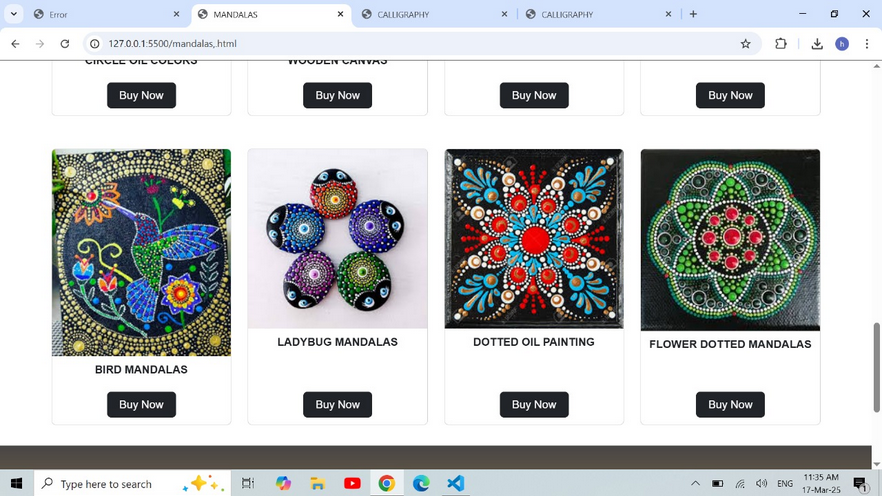 Error
MANDALAS
CALLIGRAPHY
CALLIGRAPHY
127.0.0.1:5500/mandalas,.html
h
CIRCLE OIL COLORS
WOODEN CANVAS
Buy Now
Buy Now
Buy Now
Buy Now
BIRD MANDALAS
LADYBUG MANDALAS
DOTTED OIL PAINTING
FLOWER DOTTED MANDALAS
Buy Now
Buy Now
Buy Now
Buy Now
Type here to search
ENG
11:35 AM
17-Mar-25
1